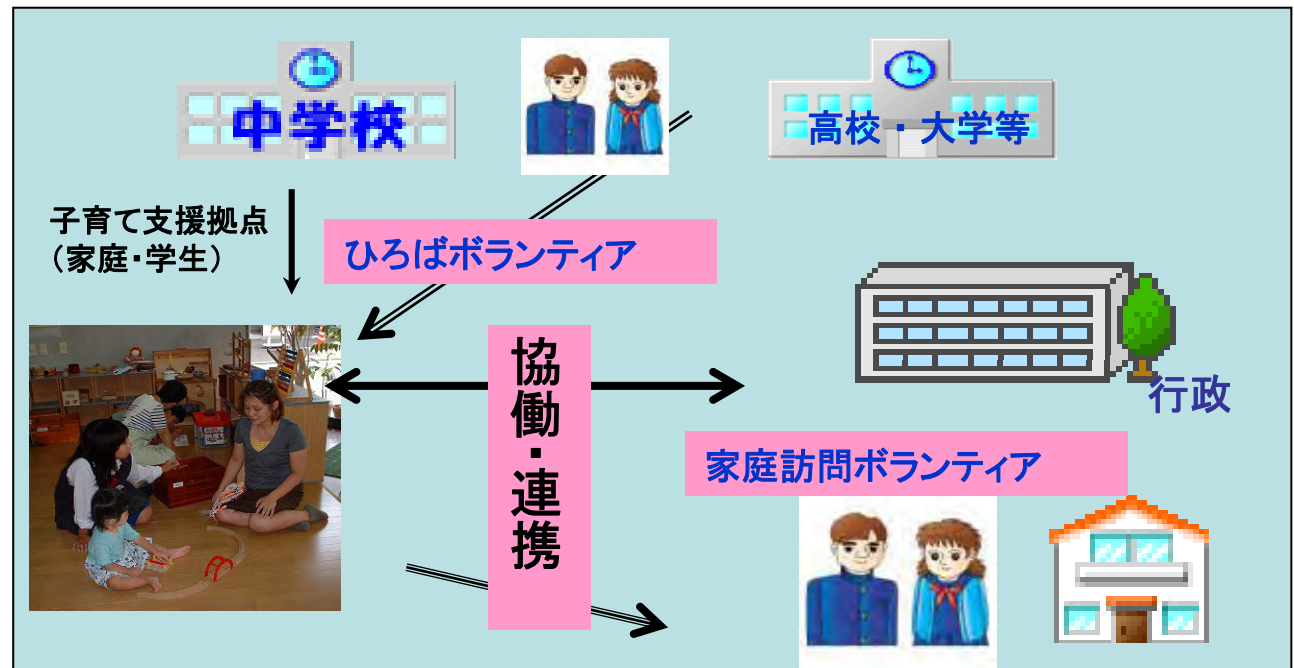 中学校
高校・大学等
子育て支援拠点
（家庭・学生）
ひろばボランティア
協働・連携
行政
家庭訪問ボランティア